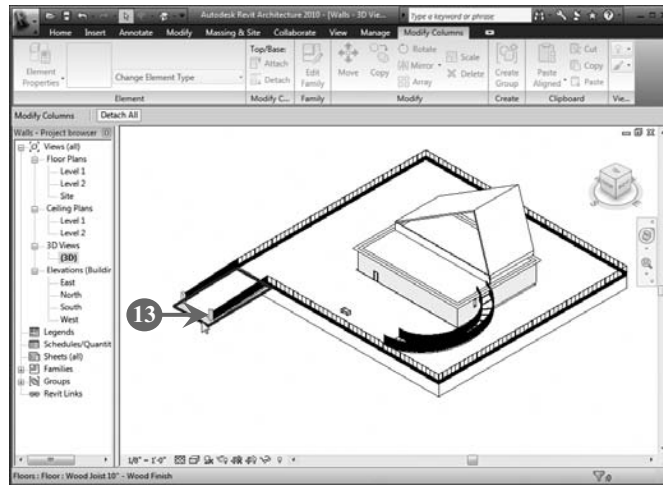 Autodesk Revit Architecture 2010 - [Walls - 3D Vie...
Type a keyword or phrase
Home Insert Annotate Modify Massing & Site Collaborate View Manage Modify Columns
Element Properties
Change Element Type
Top/Base:
Attach
Detach
Edit Family
Move
Copy
Rotate
Mirror
Array
Scale
Delete
Create Group
Paste Aligned
Cut
Copy
Paste
Element Modify C... Family Modify Create Clipboard Vie...
Modify Columns Detach All
Walls - Project browser
Views (all)
Floor Plans
Level 1
Level 2
Site
Ceiling Plans
Level 1
Level 2
3D Views
{3D}
Elevations (Buildir
East
North
South
West
Legends
Schedules/Quantit
Sheets (all)
Families
Groups
Revit Links
13
1/8" = 1'-0"
Floors : Floor : Wood Joist 10" - Wood Finish
:0